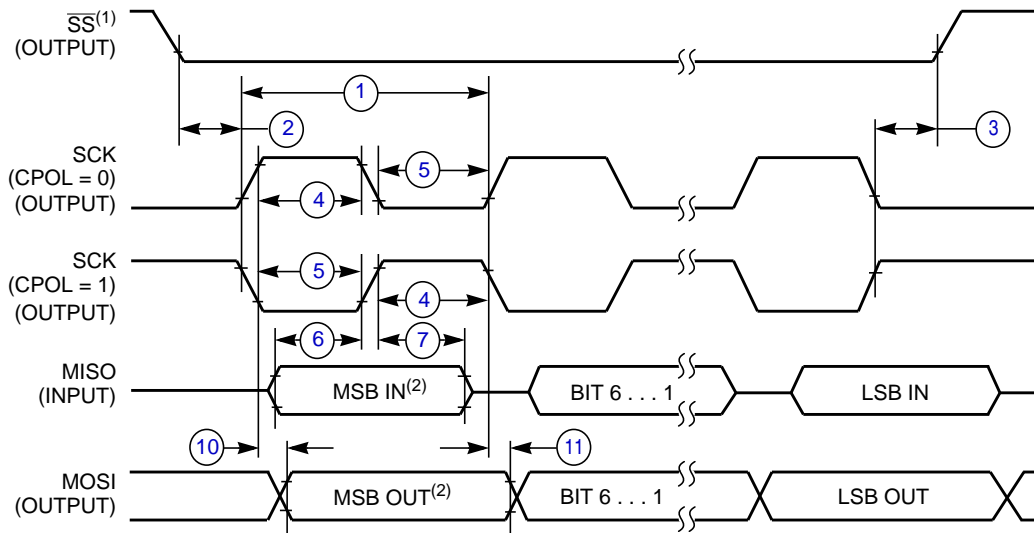 SS(1)
(OUTPUT)
1
2
3
SCK
(CPOL = 0)
(OUTPUT)
5
4
SCK
(CPOL = 1)
(OUTPUT)
5
4
6
7
MISO
(INPUT)
MSB IN(2)
BIT 6 . . . 1
LSB IN
10
11
MOSI
(OUTPUT)
MSB OUT(2)
BIT 6 . . . 1
LSB OUT